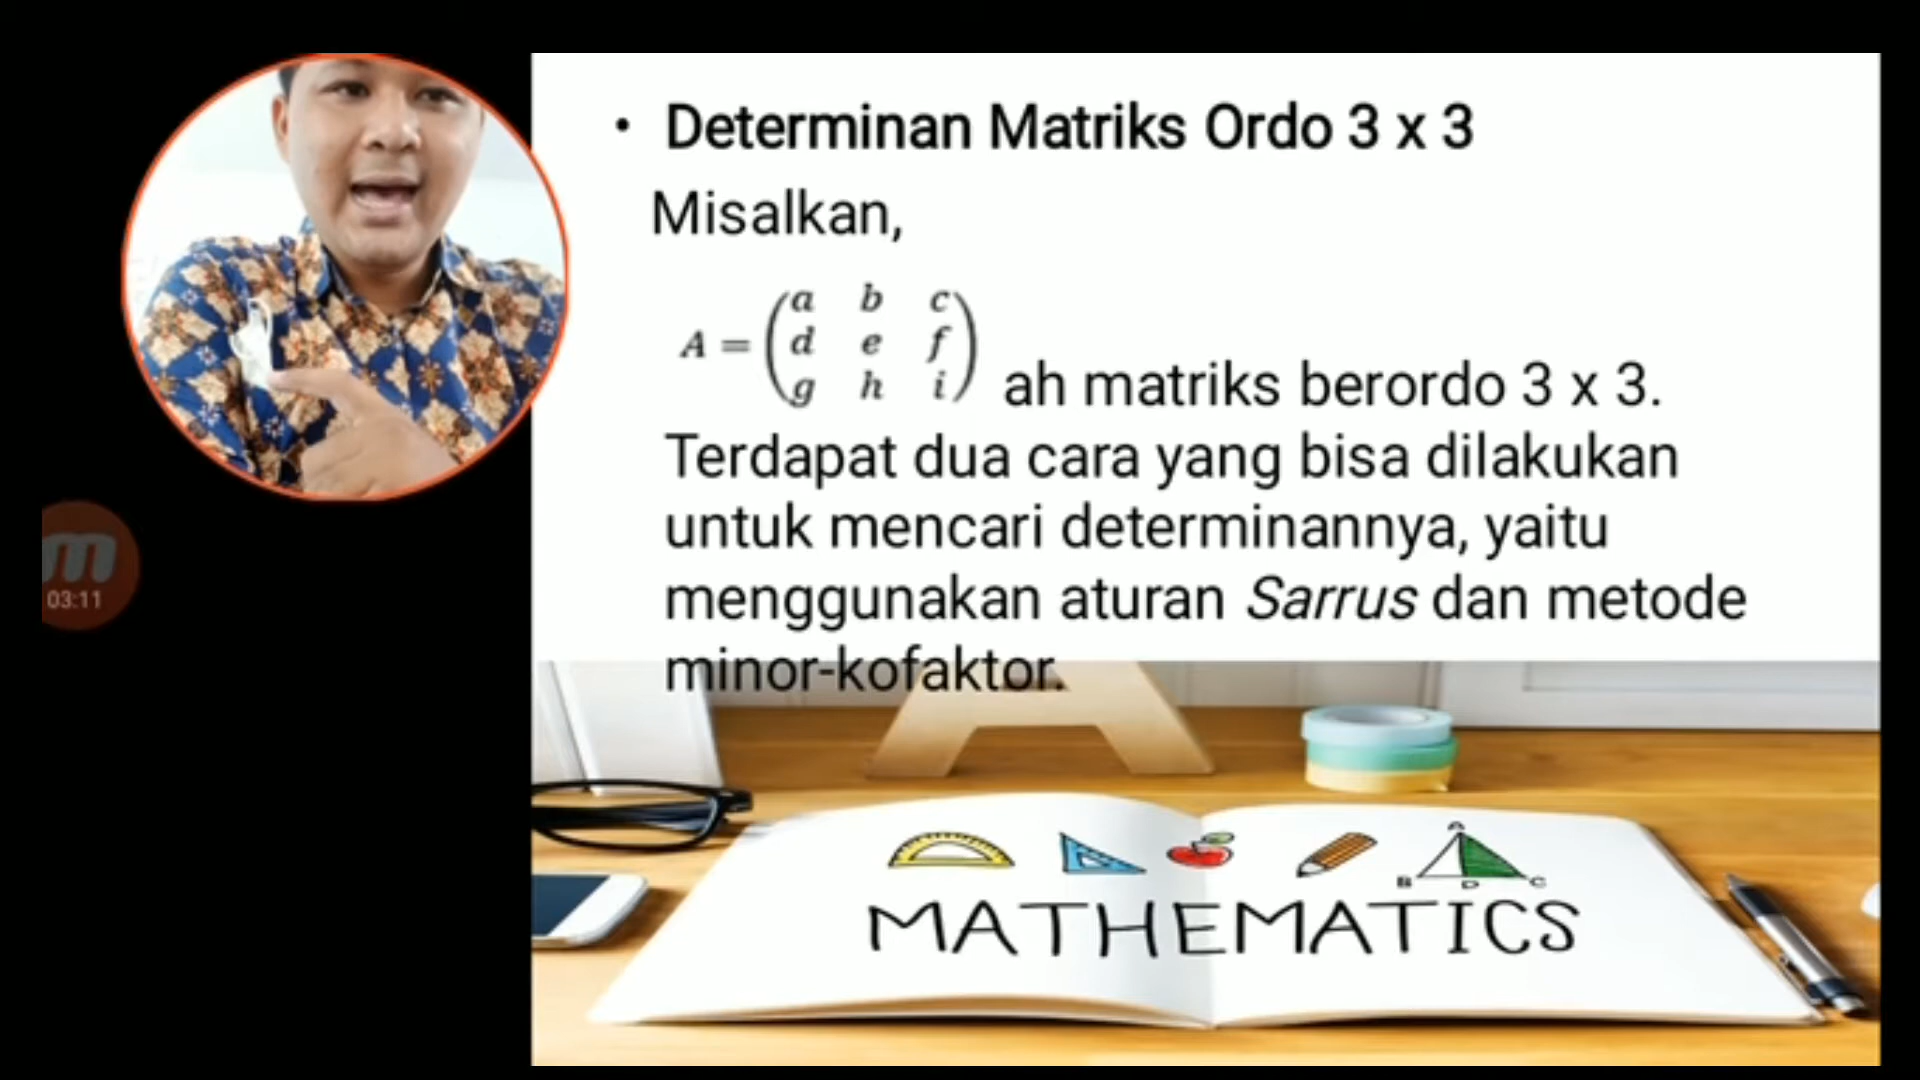 • Determinan Matriks Ordo 3 x 3
Misalkan,
a b c
A = d e f
g h i
ah matriks berordo 3 x 3.
Terdapat dua cara yang bisa dilakukan
untuk mencari determinannya, yaitu
menggunakan aturan Sarrus dan metode
minor-kofaktor.
m
03:11
A
A
B D C
MATHEMATICS